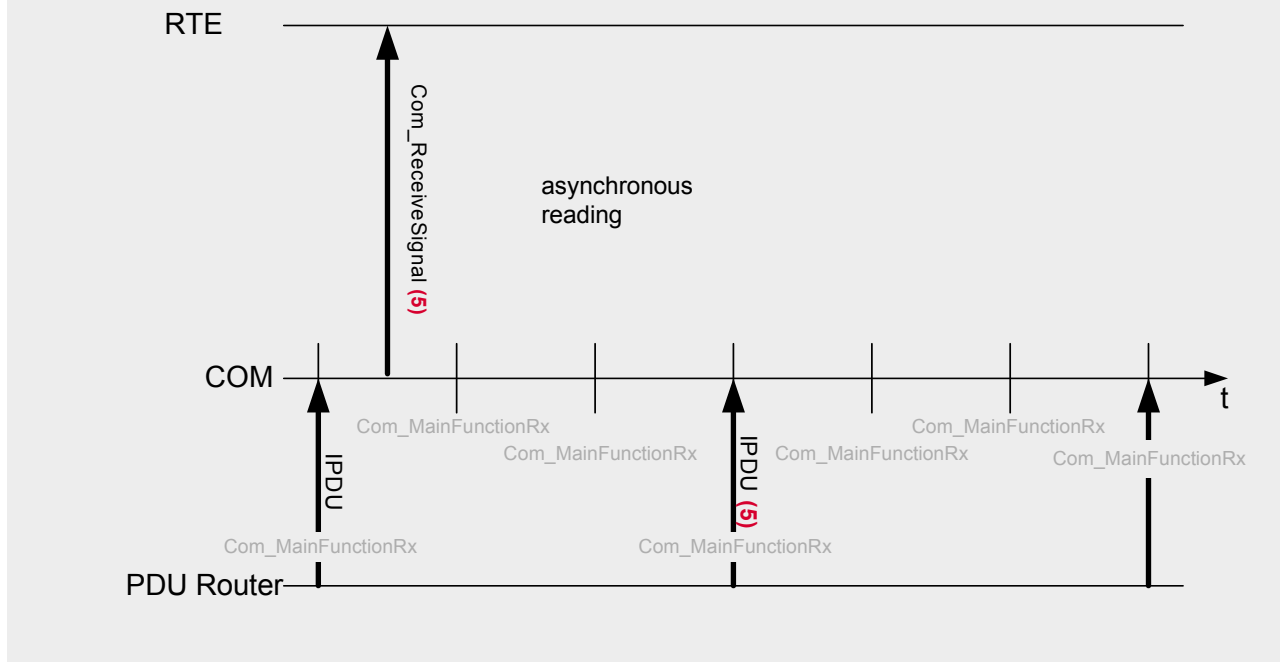 RTE
Com_ReceiveSignal (5)
asynchronous
reading
COM
t
Com_MainFunctionRx
Com_MainFunctionRx
Com_MainFunctionRx
Com_MainFunctionRx
Com_MainFunctionRx
IPDU
IPDU (5)
Com_MainFunctionRx
Com_MainFunctionRx
PDU Router